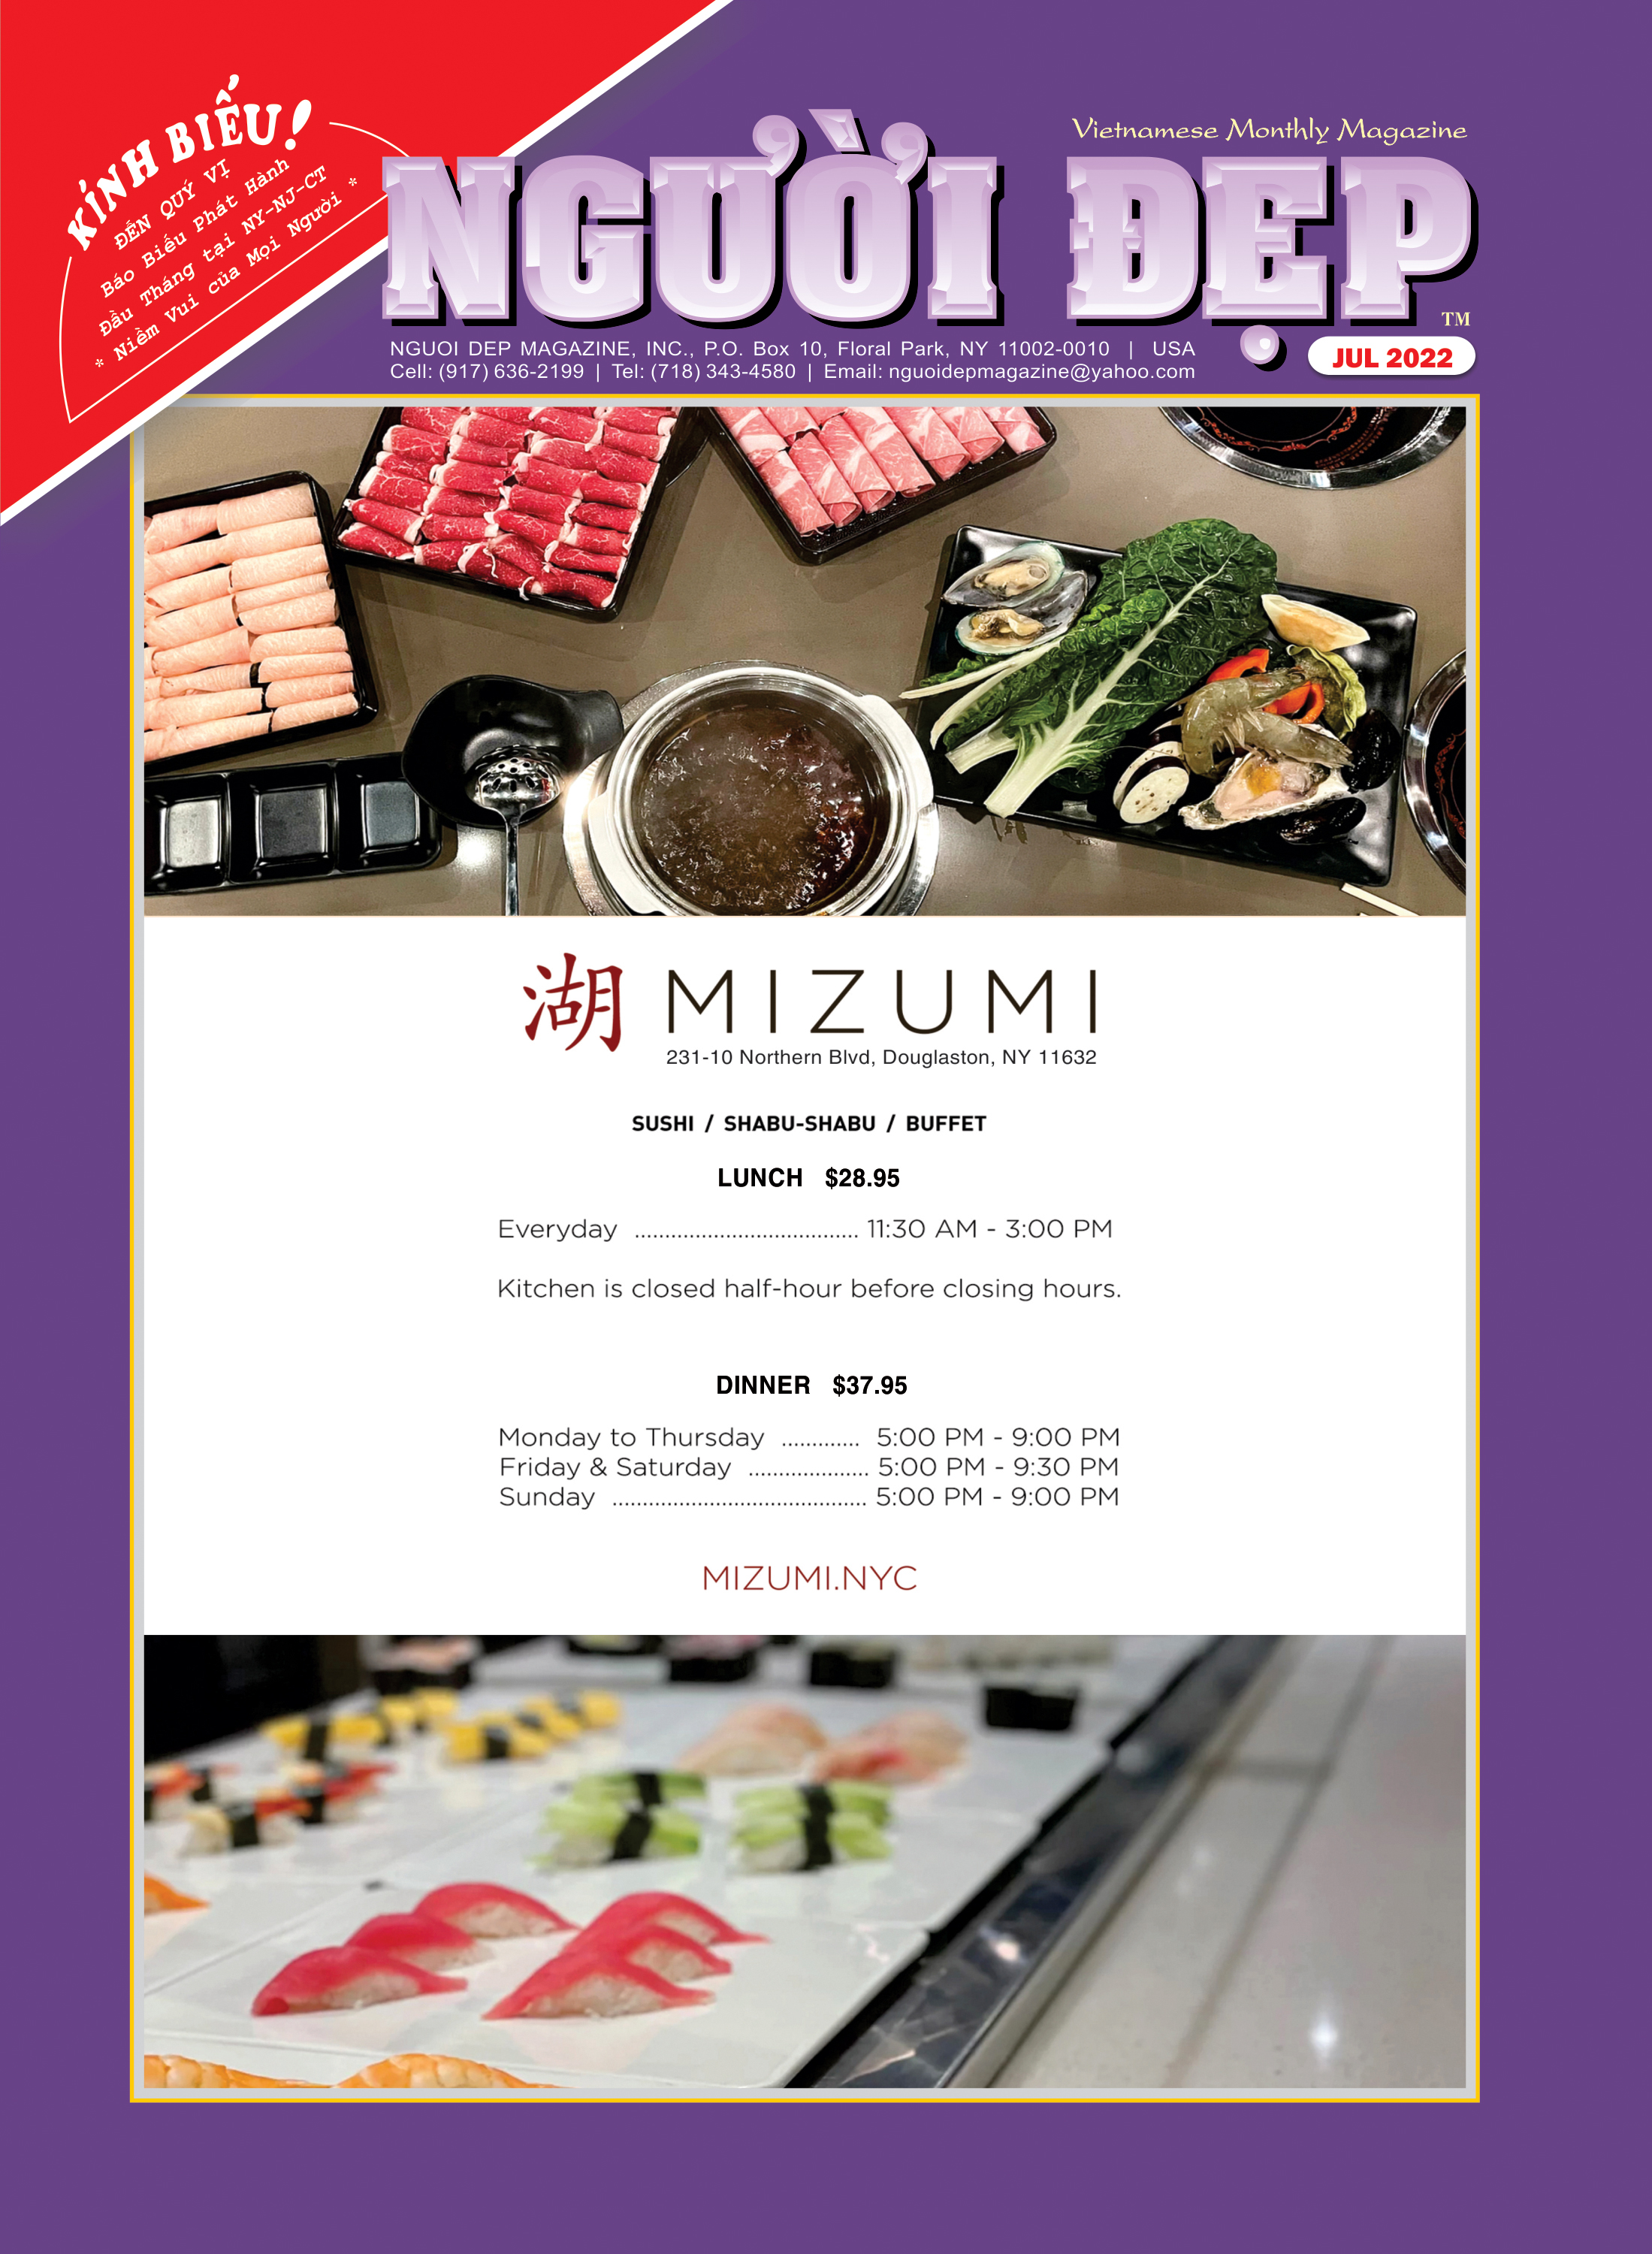 KÍNH BIẾU!
ĐẾN QUÝ VỊ
Báo Biếu Phát Hành
Đầu Tháng tại NY-NJ-CT
* Niềm Vui của Mọi Người *
Vietnamese Monthly Magazine
NGƯỜI ĐẸP
TM
NGUOI DEP MAGAZINE, INC., P.O. Box 10, Floral Park, NY 11002-0010 | USA
Cell: (917) 636-2199 | Tel: (718) 343-4580 | Email: nguoidepmagazine@yahoo.com
JUL 2022
湖 MIZUMI
231-10 Northern Blvd, Douglaston, NY 11632
SUSHI / SHABU-SHABU / BUFFET
LUNCH $28.95
Everyday ..................................... 11:30 AM - 3:00 PM
Kitchen is closed half-hour before closing hours.
DINNER $37.95
Monday to Thursday ............. 5:00 PM - 9:00 PM
Friday & Saturday .................... 5:00 PM - 9:30 PM
Sunday .......................................... 5:00 PM - 9:00 PM
MIZUMI.NYC